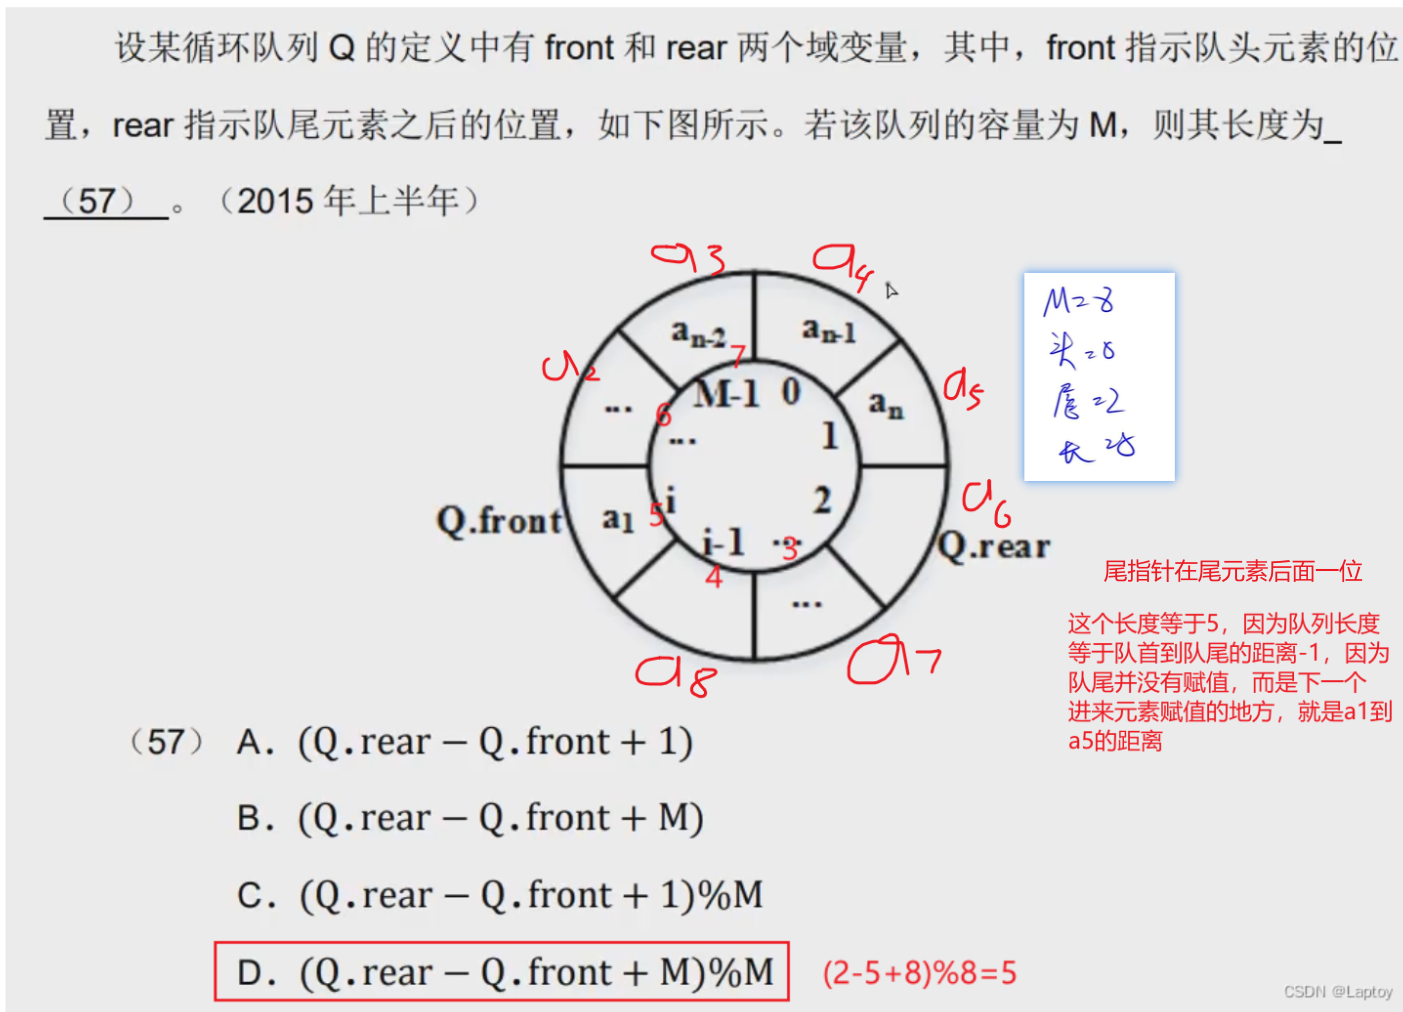 设某循环队列 Q 的定义中有 front 和 rear 两个域变量，其中，front 指示队头元素的位
置，rear 指示队尾元素之后的位置，如下图所示。若该队列的容量为 M，则其长度为_
（57） 。（2015 年上半年）
a3
a4
a2
a5
a6
a7
a8
an-2
an-1
...
an
a1
...
7
6
5
4
3
M-1
0
1
2
...
i-1
i
...
Q.front
Q.rear
M=8
头=
尾=2
长=
尾指针在尾元素后面一位
这个长度等于5，因为队列长度
等于队首到队尾的距离-1，因为
队尾并没有赋值，而是下一个
进来元素赋值的地方，就是a1到
a5的距离
（57） A. (Q.rear − Q.front + 1)
B. (Q.rear − Q.front + M)
C. (Q.rear − Q.front + 1)%M
D. (Q.rear − Q.front + M)%M (2-5+8)%8=5
CSDN @Laptoy